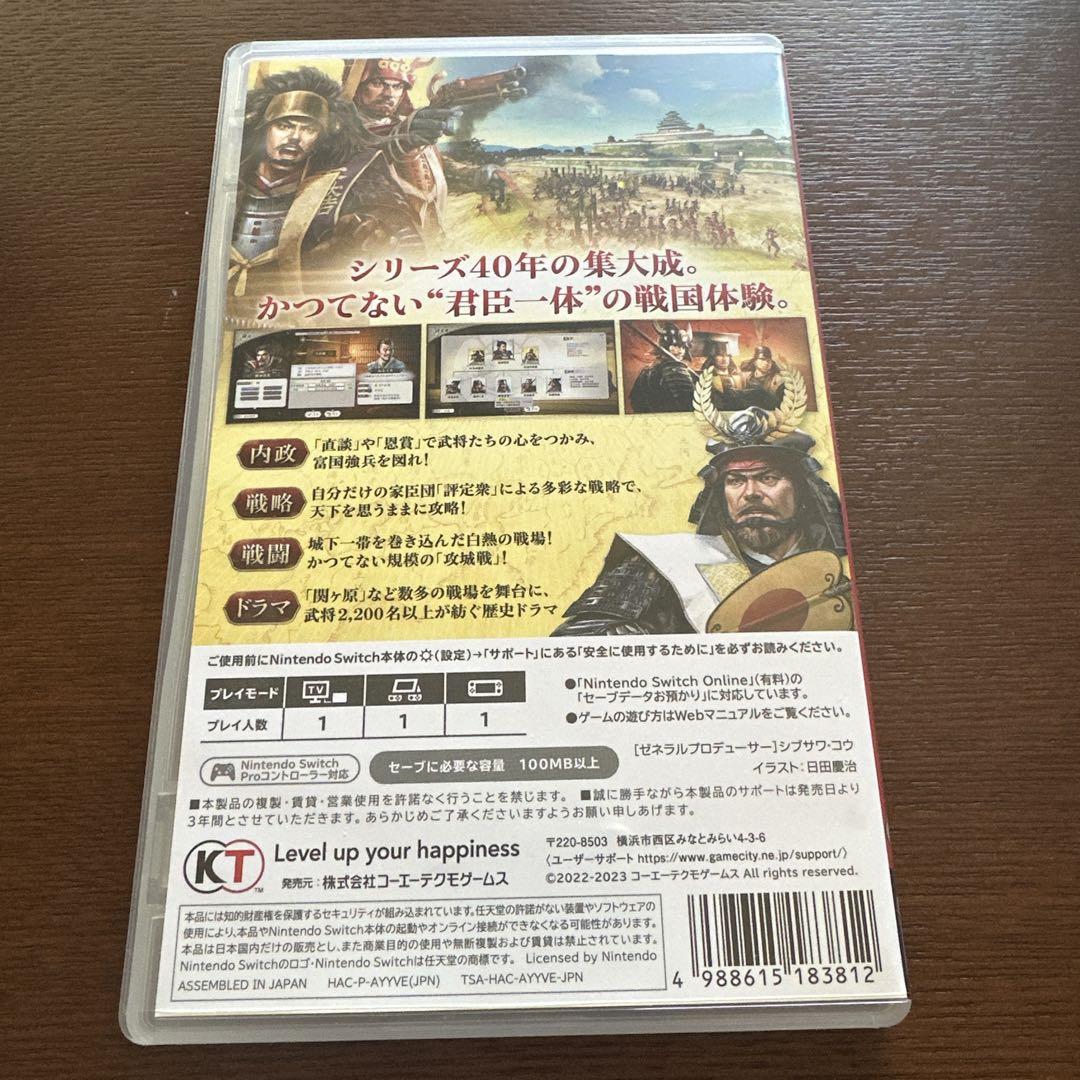 シリーズ40年の集大成。
かつてない“君臣一体”の戦国体験。
内政
「直談」や「恩賞」で武将たちの心をつかみ、
富国強兵を図れ!
戦略
自分だけの家臣団「評定衆」による多彩な戦略で、
天下を思うままに攻略!
戦闘
城下一帯を巻き込んだ白熱の戦場!
かつてない規模の「攻城戦」!
ドラマ
「関ヶ原」など数多の戦場を舞台に、
武将2,200名以上が紡ぐ歴史ドラマ
ご使用前にNintendo Switch本体の(設定)→「サポート」にある「安全に使用するために」を必ずお読みください。
プレイモード TV
プレイ人数 1 1 1
●「Nintendo Switch Online」(有料)の
「セーブデータお預かり」に対応しています。
●ゲームの遊び方はWebマニュアルをご覧ください。
Nintendo Switch
Proコントローラー対応
セーブに必要な容量 100MB以上
[ゼネラルプロデューサー]シブサワ・コウ
イラスト:日田慶治
■本製品の複製・賃貸・営業使用を許諾なく行うことを禁じます。 ■誠に勝手ながら本製品のサポートは発売日より
3年間とさせていただきます。あらかじめご了承くださいますようお願い申しあげます。
KT™
Level up your happiness
発売元:株式会社コーエーテクモゲームス
〒220-8503 横浜市西区みなとみらい4-3-6
〈ユーザーサポート https://www.gamecity.ne.jp/support/〉
©2022-2023 コーエーテクモゲームス All rights reserved.
本品には知的財産権を保護するセキュリティが組み込まれています。任天堂の許諾がない装置やソフトウェアの
使用により、本品やNintendo Switch本体の起動やオンライン接続ができなくなる可能性があります。
本品は日本国内だけの販売とし、また商業目的の使用や無断複製および賃貸は禁止されています。
Nintendo Switchのロゴ・Nintendo Switchは任天堂の商標です。 Licensed by Nintendo
ASSEMBLED IN JAPAN HAC-P-AYYVE(JPN) TSA-HAC-AYYVE-JPN
4 988615 183812